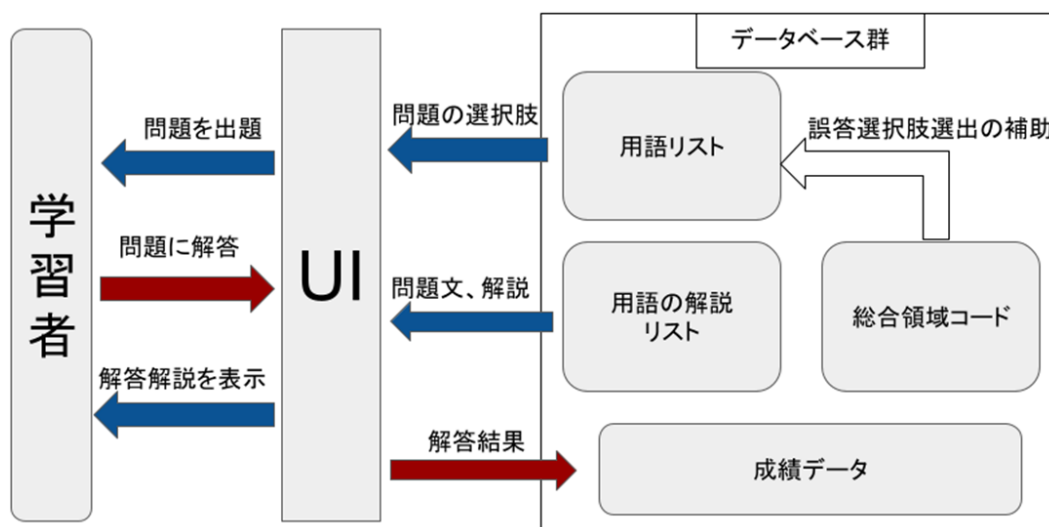 データベース群
学習者
問題を出題
問題に解答
解答解説を表示
UI
問題の選択肢
問題文、解説
解答結果
用語リスト
誤答選択肢選出の補助
用語の解説
リスト
総合領域コード
成績データ